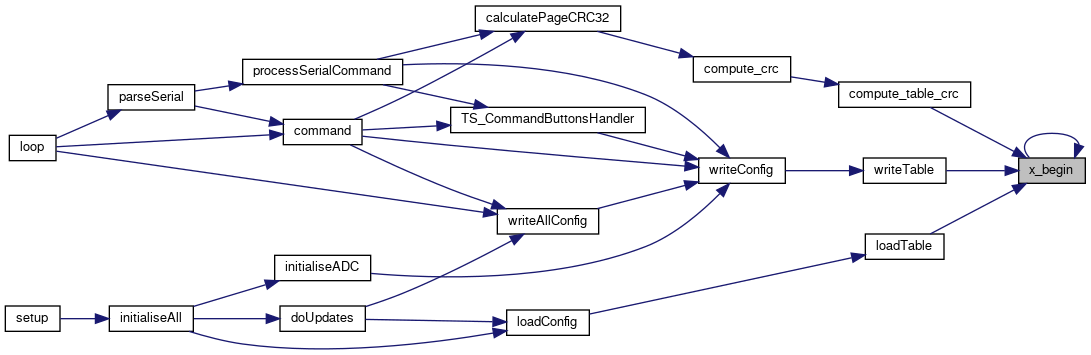 calculatePageCRC32
processSerialCommand
compute_crc
parseSerial
compute_table_crc
TS_CommandButtonsHandler
command
loop
writeConfig
writeTable
x_begin
writeAllConfig
loadTable
initialiseADC
setup
initialiseAll
doUpdates
loadConfig